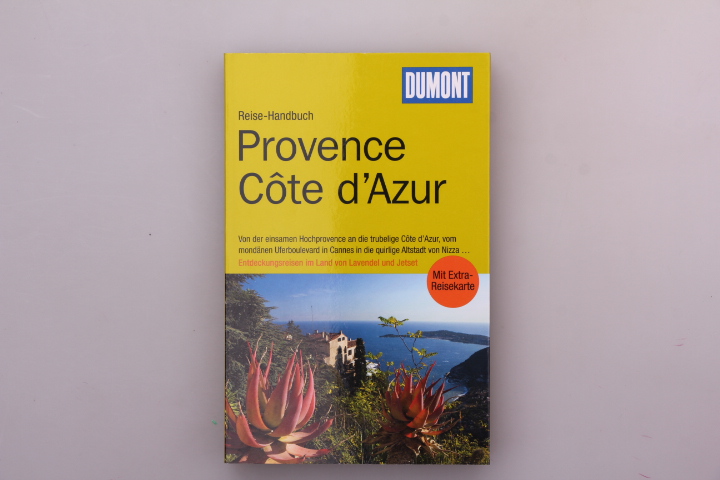 DUMONT
Reise-Handbuch
Provence
Côte d'Azur
Von der einsamen Hochprovence an die trubelige Côte d'Azur, vom
mondänen Uferboulevard in Cannes in die quirlige Altstadt von Nizza ...
Entdeckungsreisen im Land von Lavendel und Jetset
Mit Extra-
Reisekarte